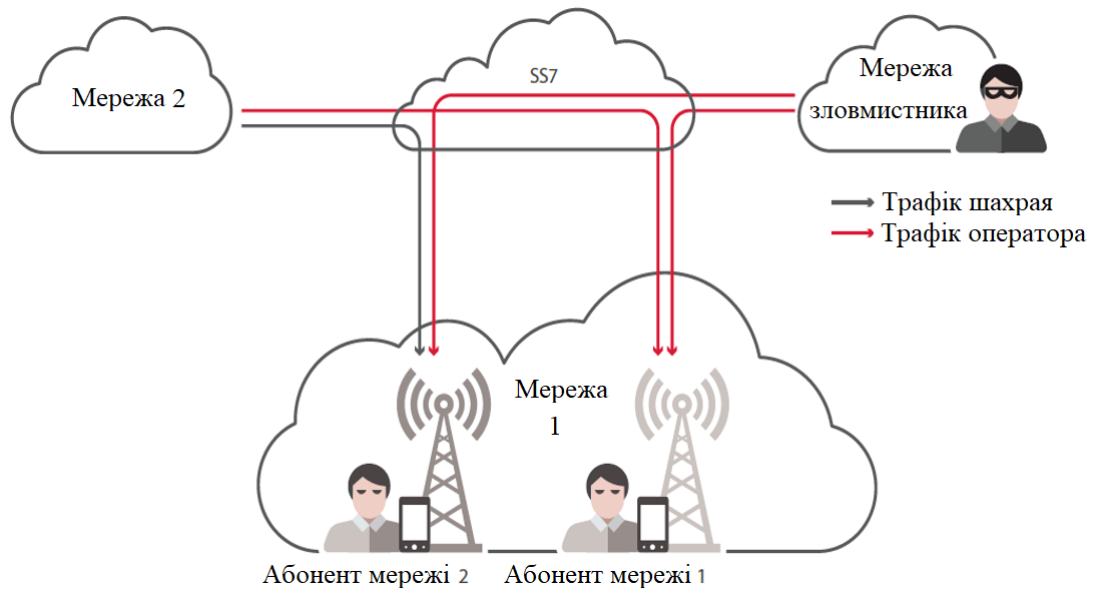 SS7
Мережа 2
Мережа
зловмистника
Трафік шахрая
Трафік оператора
Мережа
1
Абонент мережі 2
Абонент мережі 1